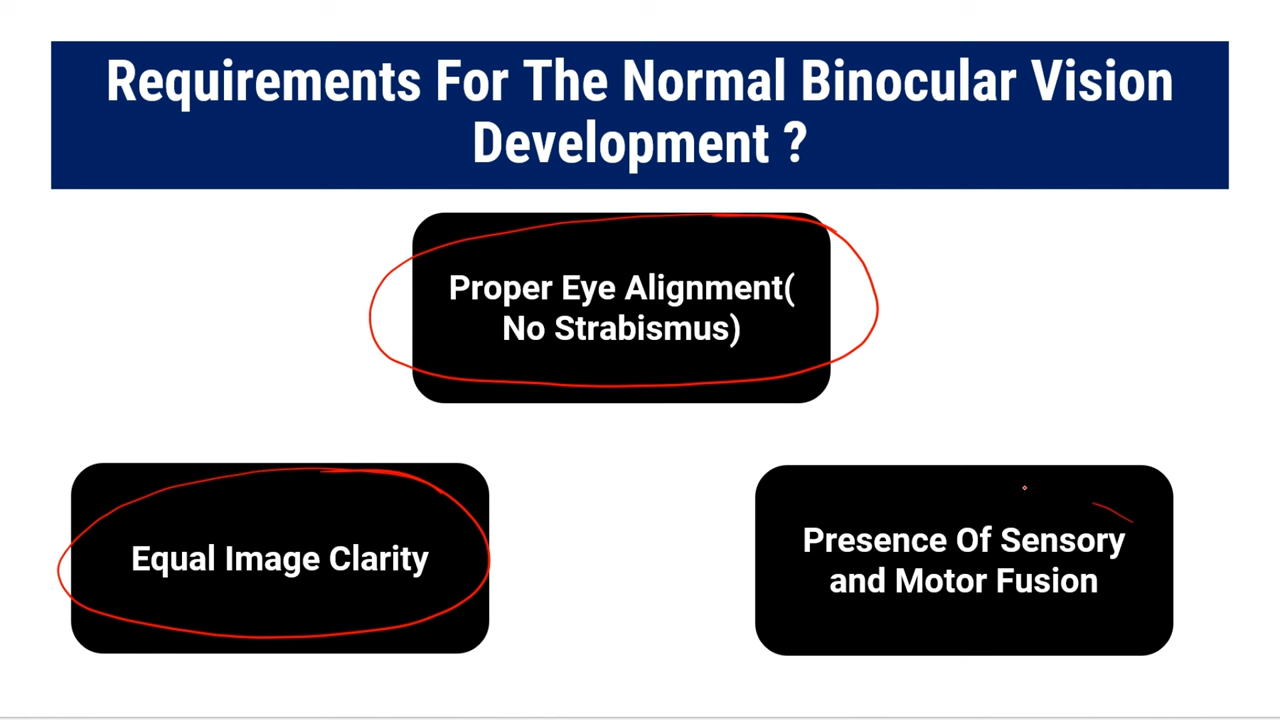 Requirements For The Normal Binocular Vision
Development ?
Proper Eye Alignment(
No Strabismus)
Equal Image Clarity
Presence Of Sensory
and Motor Fusion